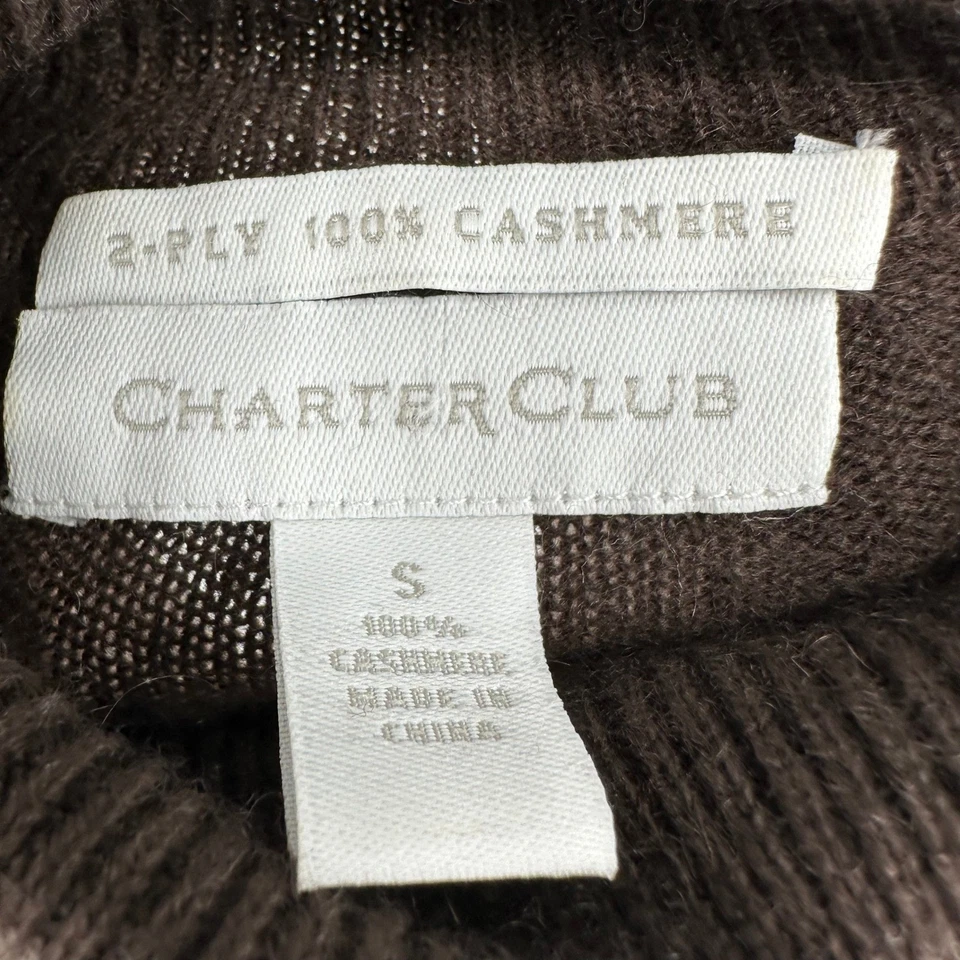 2-PLY 100% CASHMERE
CHARTER CLUB
S
100%
CASHMERE
MADE IN
CHINA